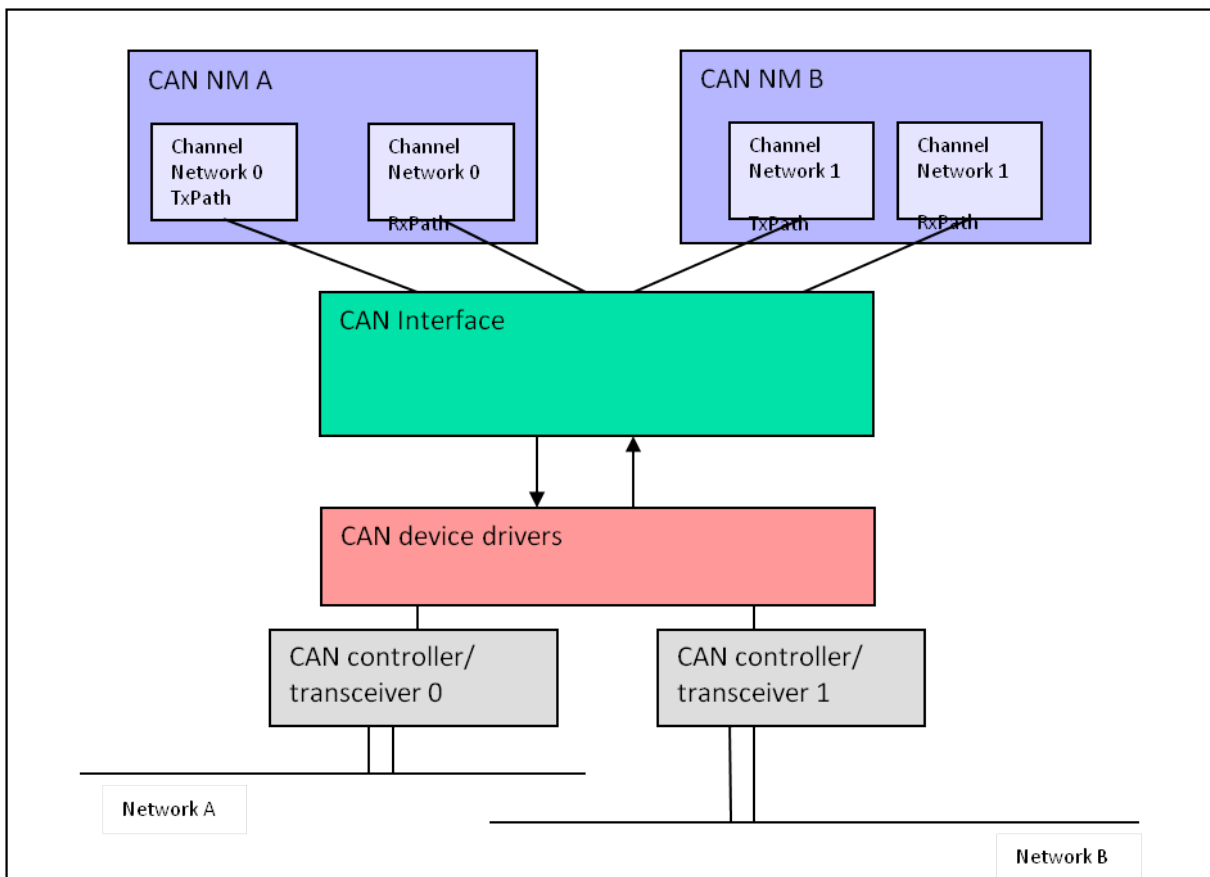 CAN NM A
Channel
Network 0
TxPath
Channel
Network 0
RxPath
CAN NM B
Channel
Network 1
TxPath
Channel
Network 1
RxPath
CAN Interface
CAN device drivers
CAN controller/
transceiver 0
CAN controller/
transceiver 1
Network A
Network B